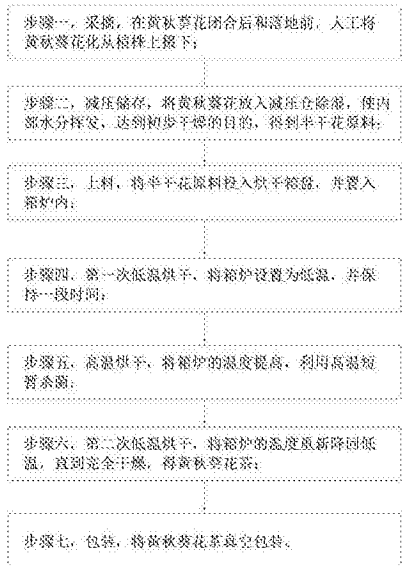 步骤一，采摘，在黄秋葵花闭合后和落地前，人工将
黄秋葵花化从植株上摘下；
步骤二，减压储存，将黄秋葵花放入减压仓除湿，使内
部水分挥发，达到初步干燥的目的，得到半干花原料；
步骤三，上料，将半干花原料投入烘干箱盘，并置入
箱炉内；
步骤四，第一次低温烘干，将箱炉设置为低温，并保
持一段时间；
步骤五，高温烘干，将箱炉的温度提高，利用高温短
暂杀菌；
步骤六，第二次低温烘干，将箱炉的温度重新降回低
温，直到完全干燥，得黄秋葵花茶；
步骤七，包装，将黄秋葵花茶真空包装。